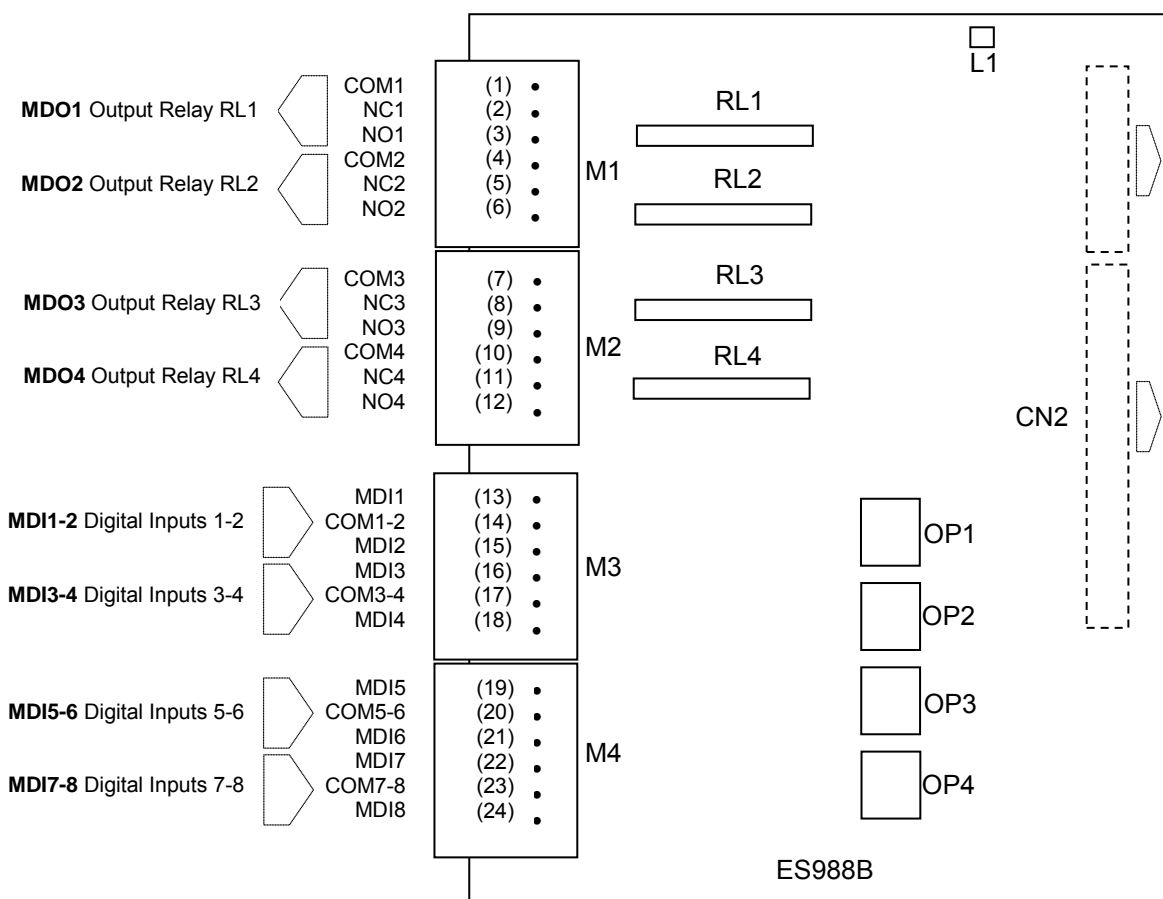 L1
MDO1 Output Relay RL1
COM1 (1)
NC1 (2)
NO1 (3)
MDO2 Output Relay RL2
COM2 (4)
NC2 (5)
NO2 (6)
M1
RL1
RL2
MDO3 Output Relay RL3
COM3 (7)
NC3 (8)
NO3 (9)
MDO4 Output Relay RL4
COM4 (10)
NC4 (11)
NO4 (12)
M2
RL3
RL4
CN2
MDI1-2 Digital Inputs 1-2
MDI1 (13)
COM1-2 (14)
MDI2 (15)
MDI3-4 Digital Inputs 3-4
MDI3 (16)
COM3-4 (17)
MDI4 (18)
M3
OP1
OP2
MDI5-6 Digital Inputs 5-6
MDI5 (19)
COM5-6 (20)
MDI6 (21)
MDI7-8 Digital Inputs 7-8
MDI7 (22)
COM7-8 (23)
MDI8 (24)
M4
OP3
OP4
ES988B